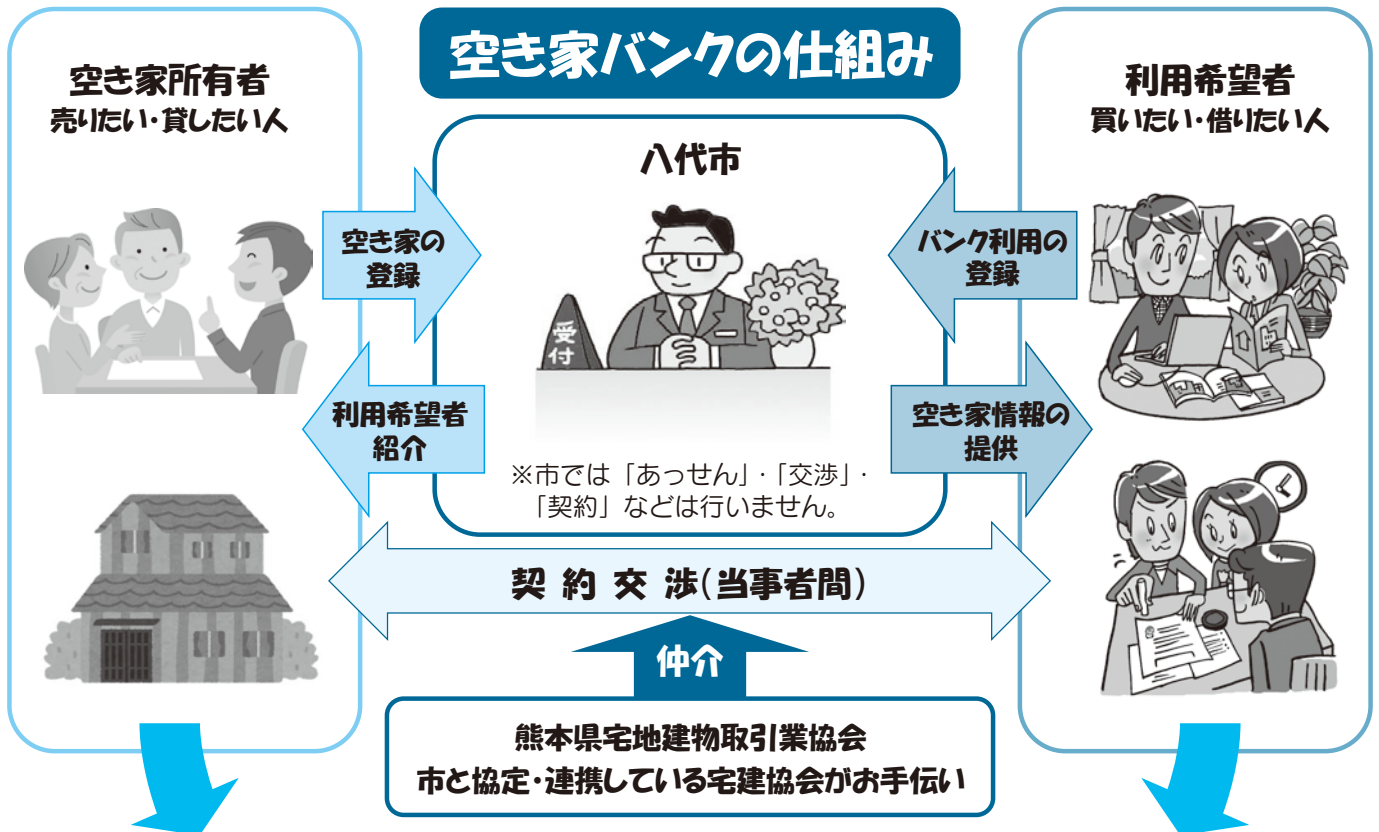 空き家バンクの仕組み
空き家所有者
売りたい・貸したい人
八代市
利用希望者
買いたい・借りたい人
空き家の
登録
バンク利用の
登録
受
付
利用希望者
紹介
空き家情報の
提供
※市では「あっせん」・「交渉」・
「契約」などは行いません。
契約交渉(当事者間)
仲介
熊本県宅地建物取引業協会
市と協定・連携している宅建協会がお手伝い